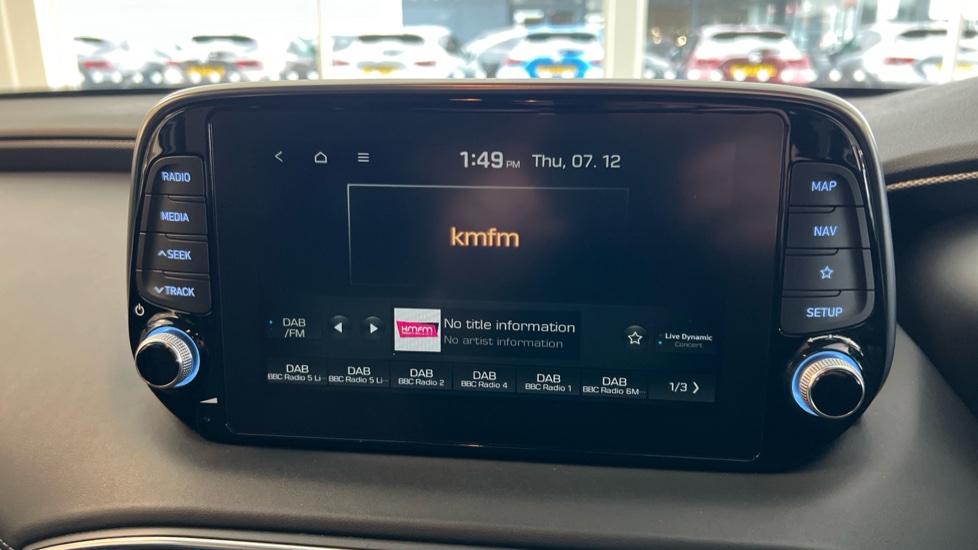 RADIO
MEDIA
SEEK
TRACK
1:49 PM Thu, 07. 12
kmfm
DAB
/FM
KMFM
No title information
No artist information
Live Dynamic
Concert
DAB
BBC Radio 5 Li...
DAB
BBC Radio 5 Li...
DAB
BBC Radio 2
DAB
BBC Radio 4
DAB
BBC Radio 1
DAB
BBC Radio 6M...
1/3
MAP
NAV
SETUP